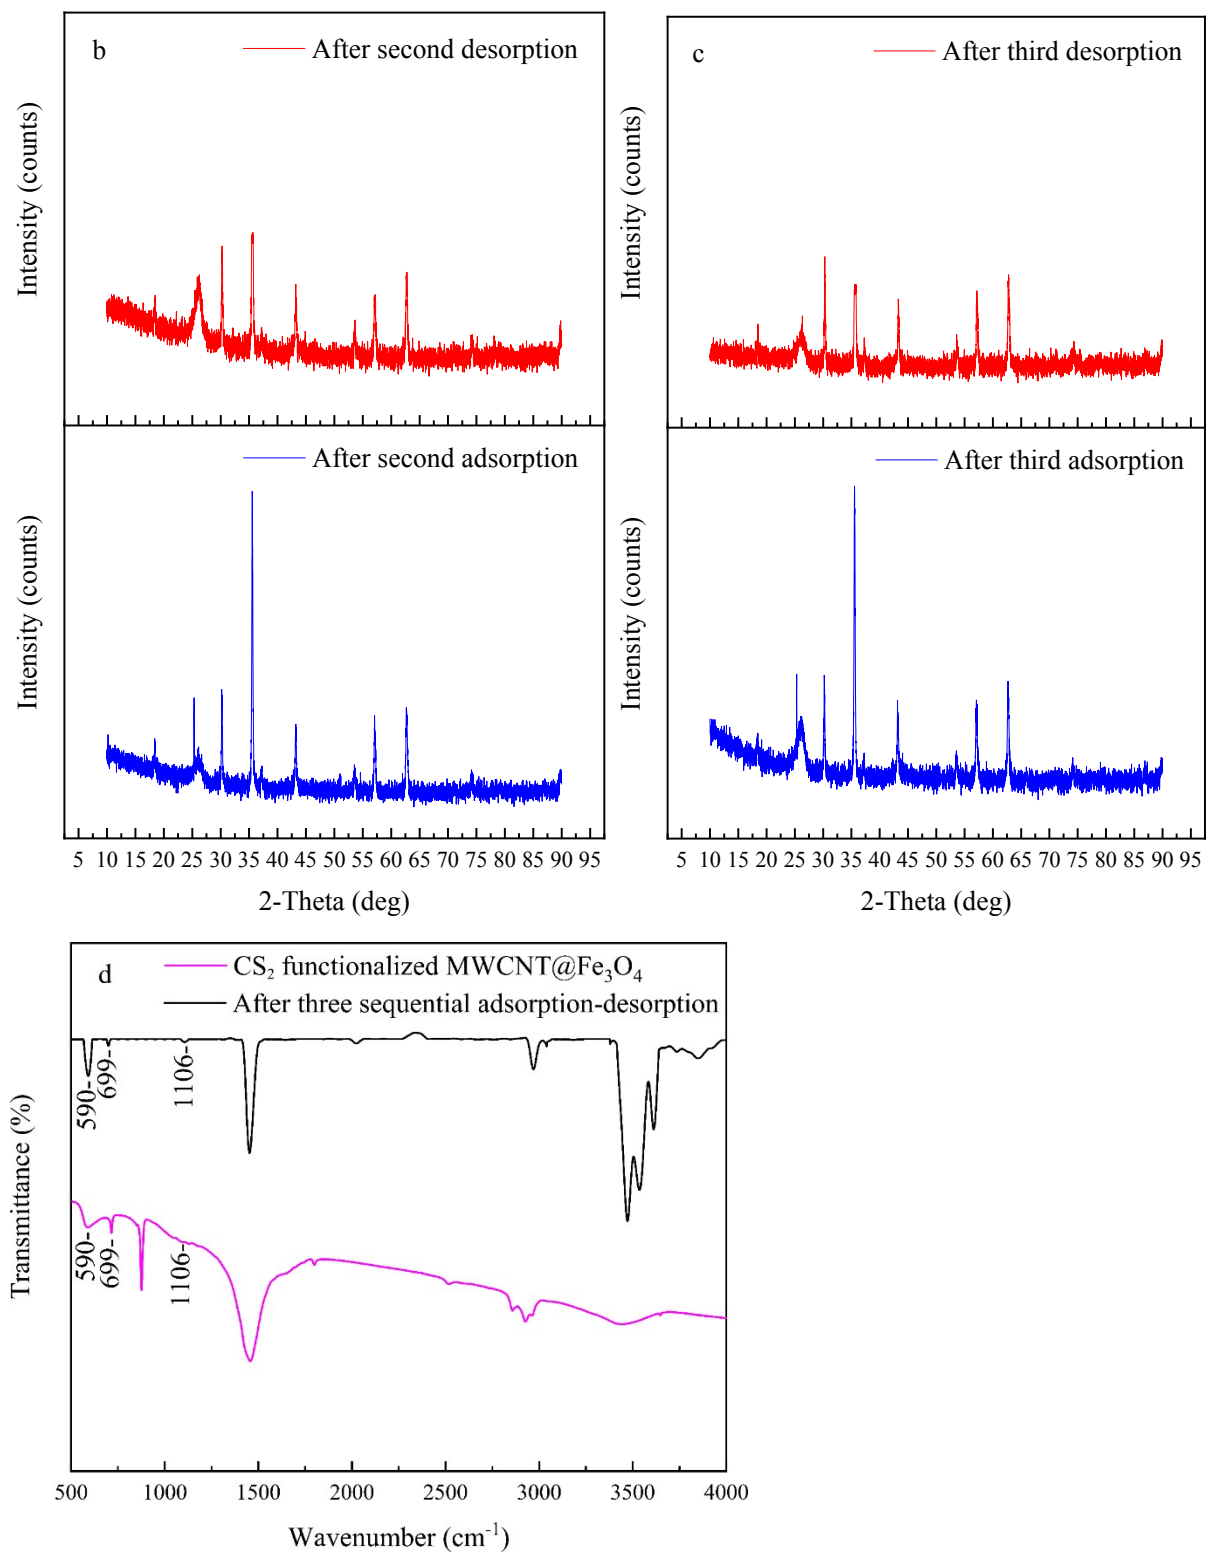 b
After second desorption
Intensity (counts)
After second adsorption
Intensity (counts)
5 10 15 20 25 30 35 40 45 50 55 60 65 70 75 80 85 90 95
2-Theta (deg)
c
After third desorption
Intensity (counts)
After third adsorption
Intensity (counts)
5 10 15 20 25 30 35 40 45 50 55 60 65 70 75 80 85 90 95
2-Theta (deg)
d
CS₂ functionalized MWCNT@Fe₃O₄
After three sequential adsorption-desorption
590-
699-
1106-
590-
699-
1106-
Transmittance (%)
500 1000 1500 2000 2500 3000 3500 4000
Wavenumber (cm⁻¹)